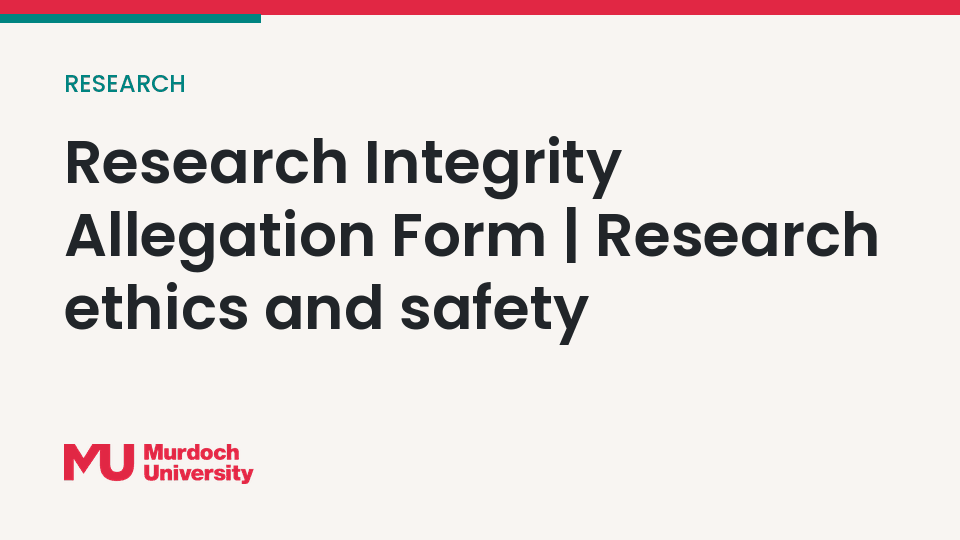 RESEARCH
Research Integrity
Allegation Form | Research
ethics and safety
MU Murdoch
University